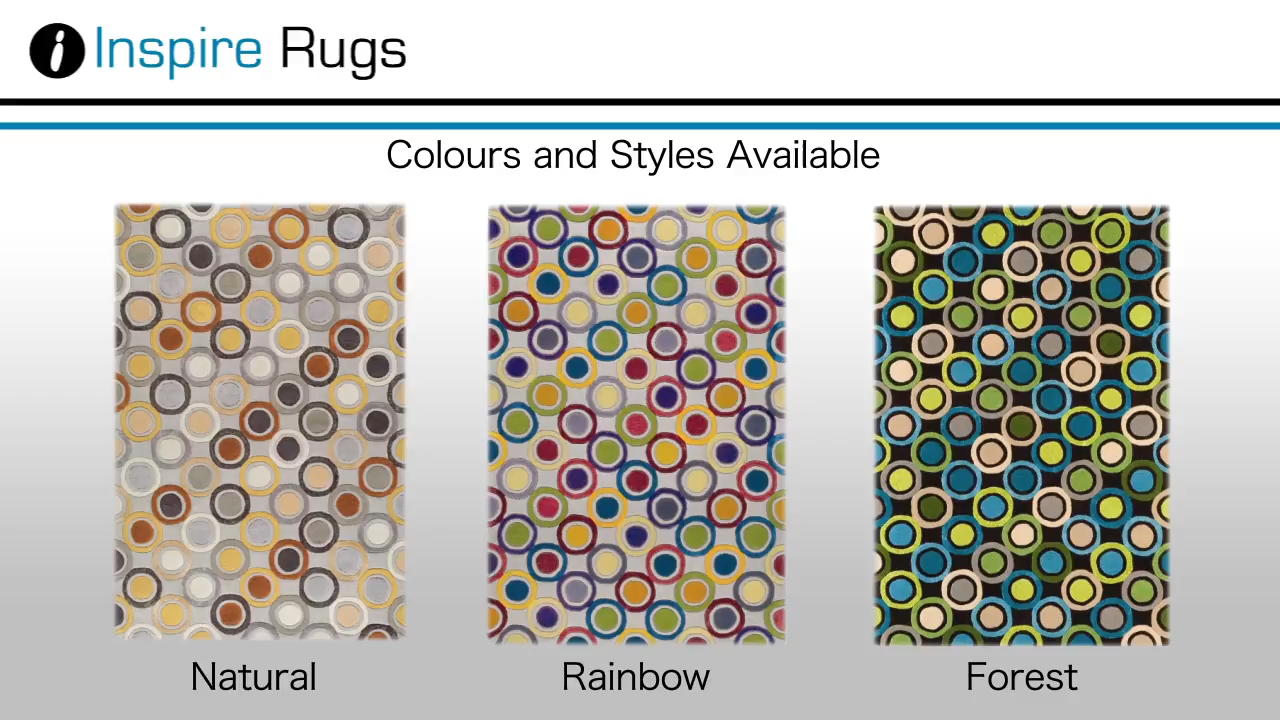 i Inspire Rugs
Colours and Styles Available
Natural
Rainbow
Forest